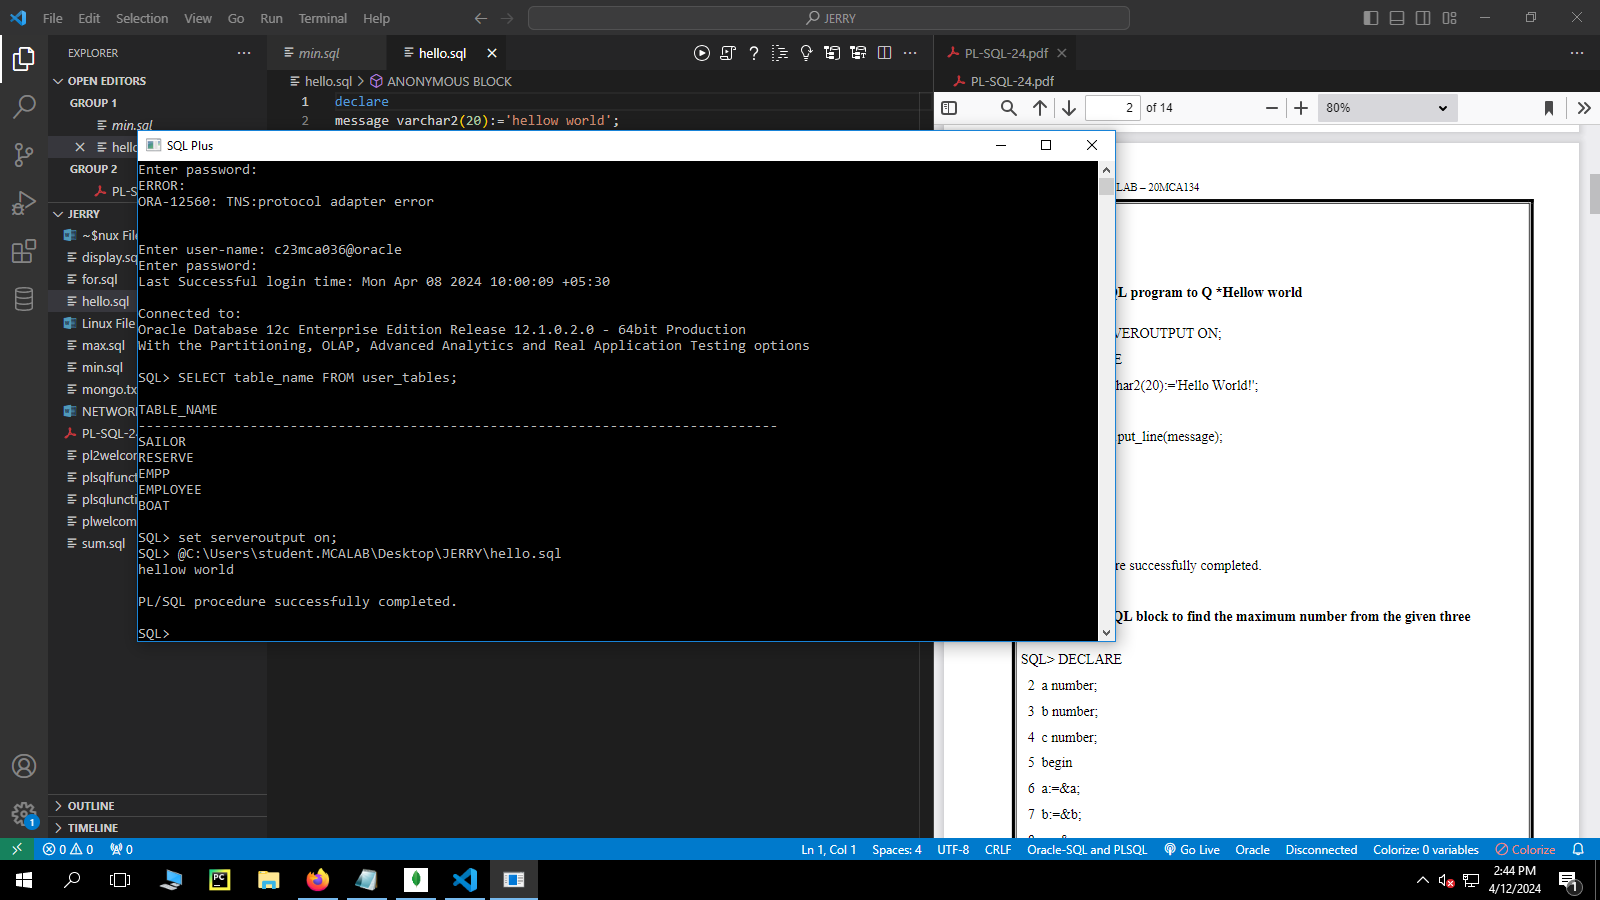 File Edit Selection View Go Run Terminal Help
JERRY
EXPLORER
OPEN EDITORS
GROUP 1
min.sql
hello
GROUP 2
PL-S
JERRY
~$nux File
display.sq
for.sql
hello.sql
Linux File
max.sql
min.sql
mongo.tx
NETWOR
PL-SQL-2
pl2welcor
plsqlfunct
plsqluncti
plwelcom
sum.sql
OUTLINE
TIMELINE
min.sql
hello.sql
hello.sql > ANONYMOUS BLOCK
1 declare
2 message varchar2(20):='hellow world';
SQL Plus
Enter password:
ERROR:
ORA-12560: TNS:protocol adapter error
Enter user-name: c23mca036@oracle
Enter password:
Last Successful login time: Mon Apr 08 2024 10:00:09 +05:30
Connected to:
Oracle Database 12c Enterprise Edition Release 12.1.0.2.0 - 64bit Production
With the Partitioning, OLAP, Advanced Analytics and Real Application Testing options
SQL> SELECT table_name FROM user_tables;
TABLE_NAME
--------------------------------------------------------------------------------
SAILOR
RESERVE
EMPP
EMPLOYEE
BOAT
SQL> set serveroutput on;
SQL> @C:\Users\student.MCALAB\Desktop\JERRY\hello.sql
hellow world
PL/SQL procedure successfully completed.
SQL>
PL-SQL-24.pdf
PL-SQL-24.pdf
2 of 14
80%
LAB – 20MCA134
QL program to Q *Hellow world
VEROUTPUT ON;
E
har2(20):='Hello World!';
put_line(message);
re successfully completed.
QL block to find the maximum number from the given three
SQL> DECLARE
2 a number;
3 b number;
4 c number;
5 begin
6 a:=&a;
7 b:=&b;
0 0 0
Ln 1, Col 1 Spaces: 4 UTF-8 CRLF Oracle-SQL and PLSQL Go Live Oracle Disconnected Colorize: 0 variables Colorize
1
PC
2:44 PM
4/12/2024
1